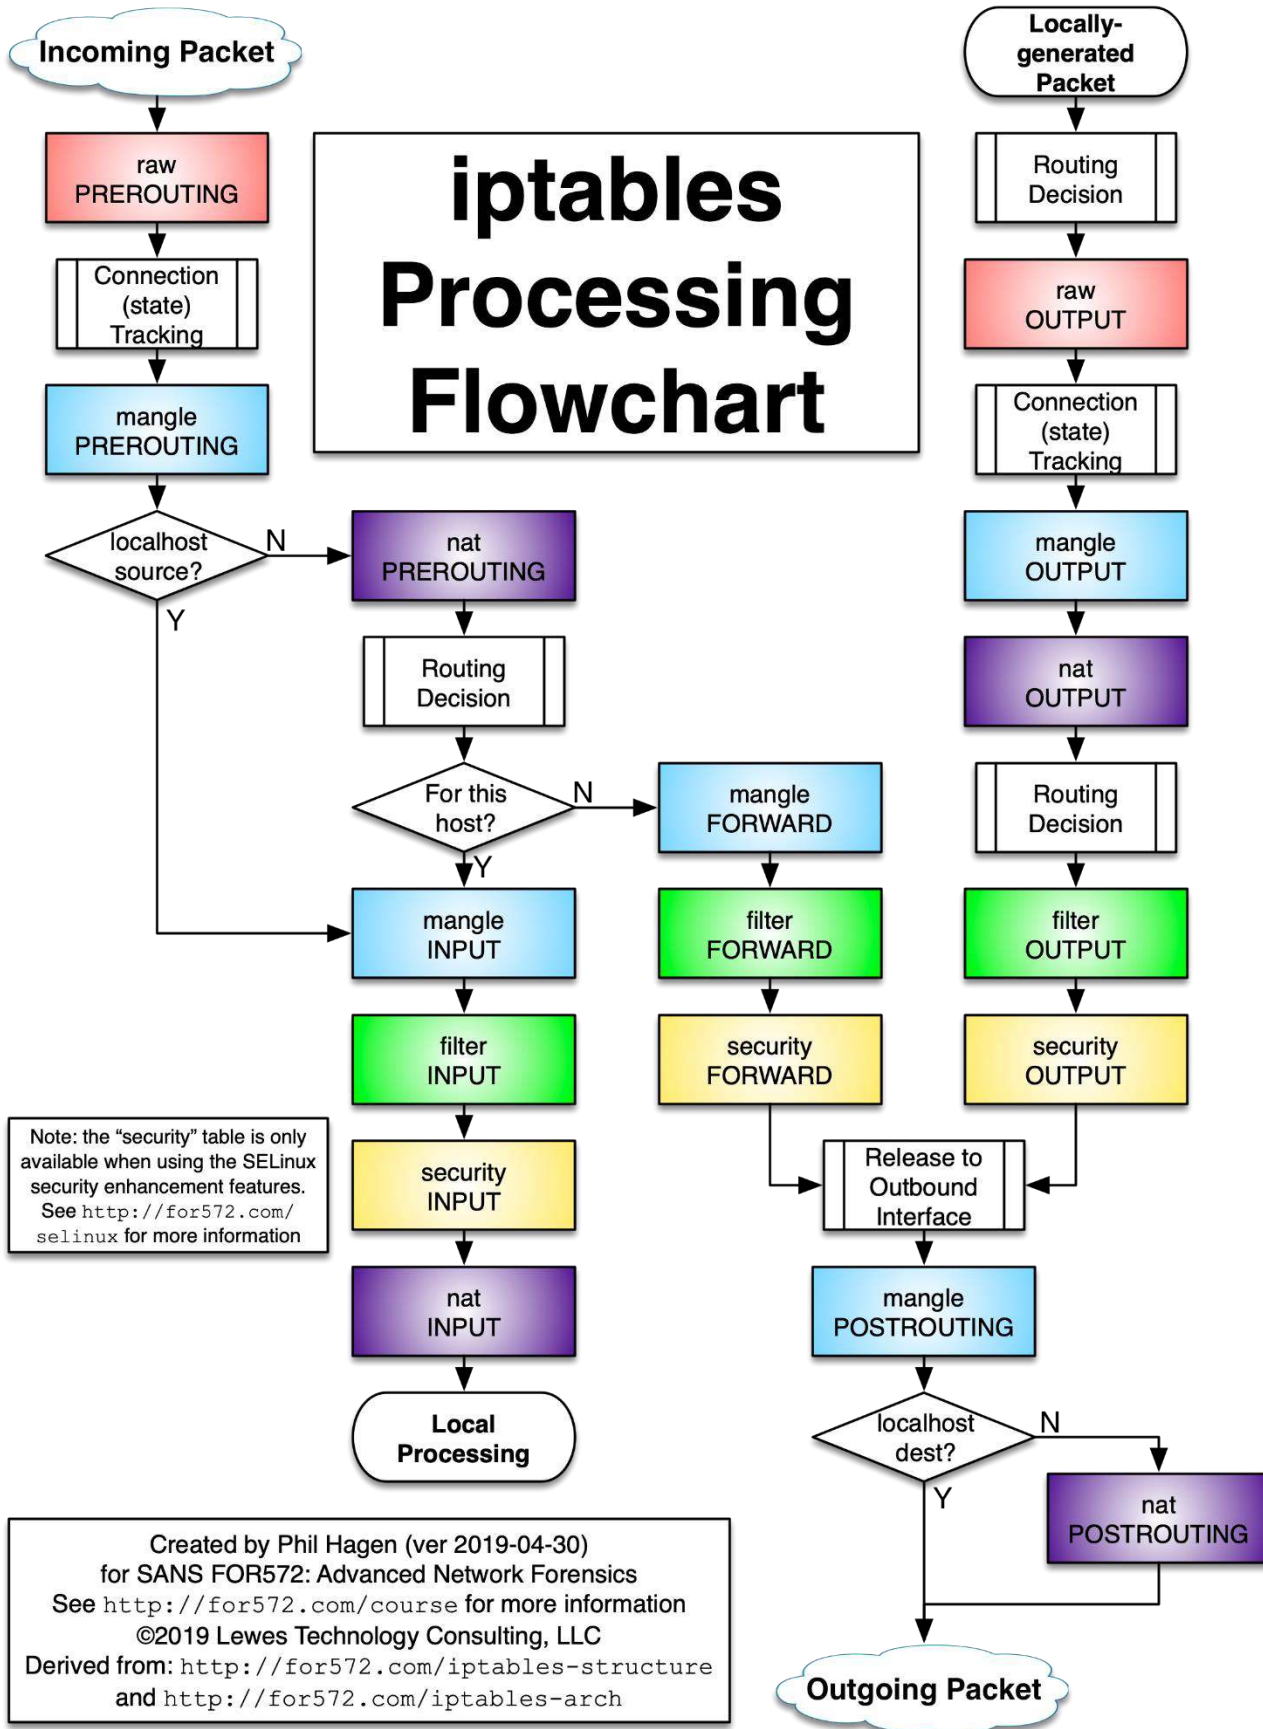 Incoming Packet
raw
PREROUTING
Connection
(state)
Tracking
mangle
PREROUTING
localhost
source?
N
Y
iptables
Processing
Flowchart
nat
PREROUTING
Routing
Decision
For this
host?
N
Y
mangle
INPUT
filter
INPUT
security
INPUT
nat
INPUT
Local
Processing
mangle
FORWARD
filter
FORWARD
security
FORWARD
Locally-
generated
Packet
Routing
Decision
raw
OUTPUT
Connection
(state)
Tracking
mangle
OUTPUT
nat
OUTPUT
Routing
Decision
filter
OUTPUT
security
OUTPUT
Release to
Outbound
Interface
mangle
POSTROUTING
localhost
dest?
N
Y
nat
POSTROUTING
Outgoing Packet
Note: the “security” table is only
available when using the SELinux
security enhancement features.
See http://for572.com/
selinux for more information
Created by Phil Hagen (ver 2019-04-30)
for SANS FOR572: Advanced Network Forensics
See http://for572.com/course for more information
©2019 Lewes Technology Consulting, LLC
Derived from: http://for572.com/iptables-structure
and http://for572.com/iptables-arch